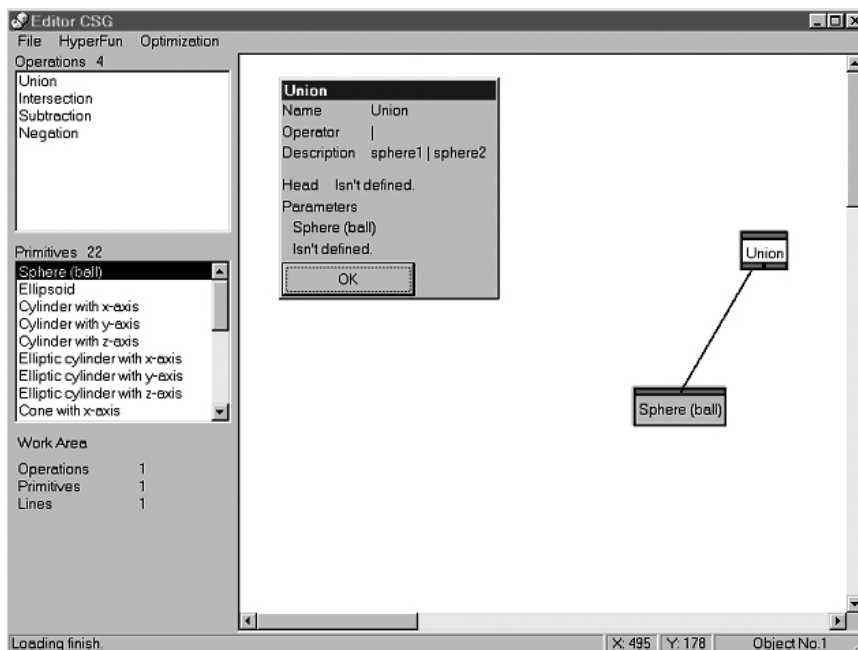 Editor CSG
File HyperFun Optimization
Operations 4
Union
Intersection
Subtraction
Negation
Primitives 22
Sphere (ball)
Ellipsoid
Cylinder with x-axis
Cylinder with y-axis
Cylinder with z-axis
Elliptic cylinder with x-axis
Elliptic cylinder with y-axis
Elliptic cylinder with z-axis
Cone with x-axis
Work Area
Operations 1
Primitives 1
Lines 1
Union
Name Union
Operator |
Description sphere1 | sphere2
Head Isn't defined.
Parameters
Sphere (ball)
Isn't defined.
OK
Union
Sphere (ball)
Loading finish.
X: 495 Y: 178 Object No.1